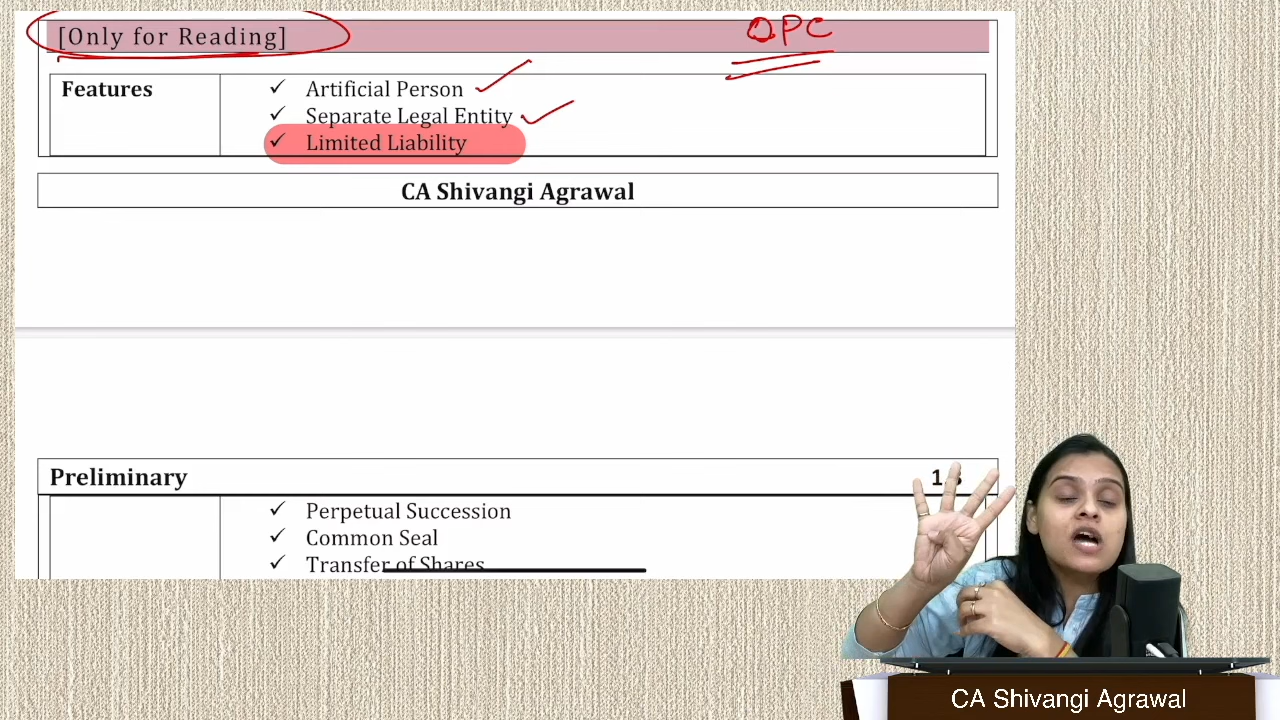 [Only for Reading]
OPC
Features
✓ Artificial Person
✓ Separate Legal Entity
✓ Limited Liability
CA Shivangi Agrawal
Preliminary
✓ Perpetual Succession
✓ Common Seal
✓ Transfer of Shares
CA Shivangi Agrawal